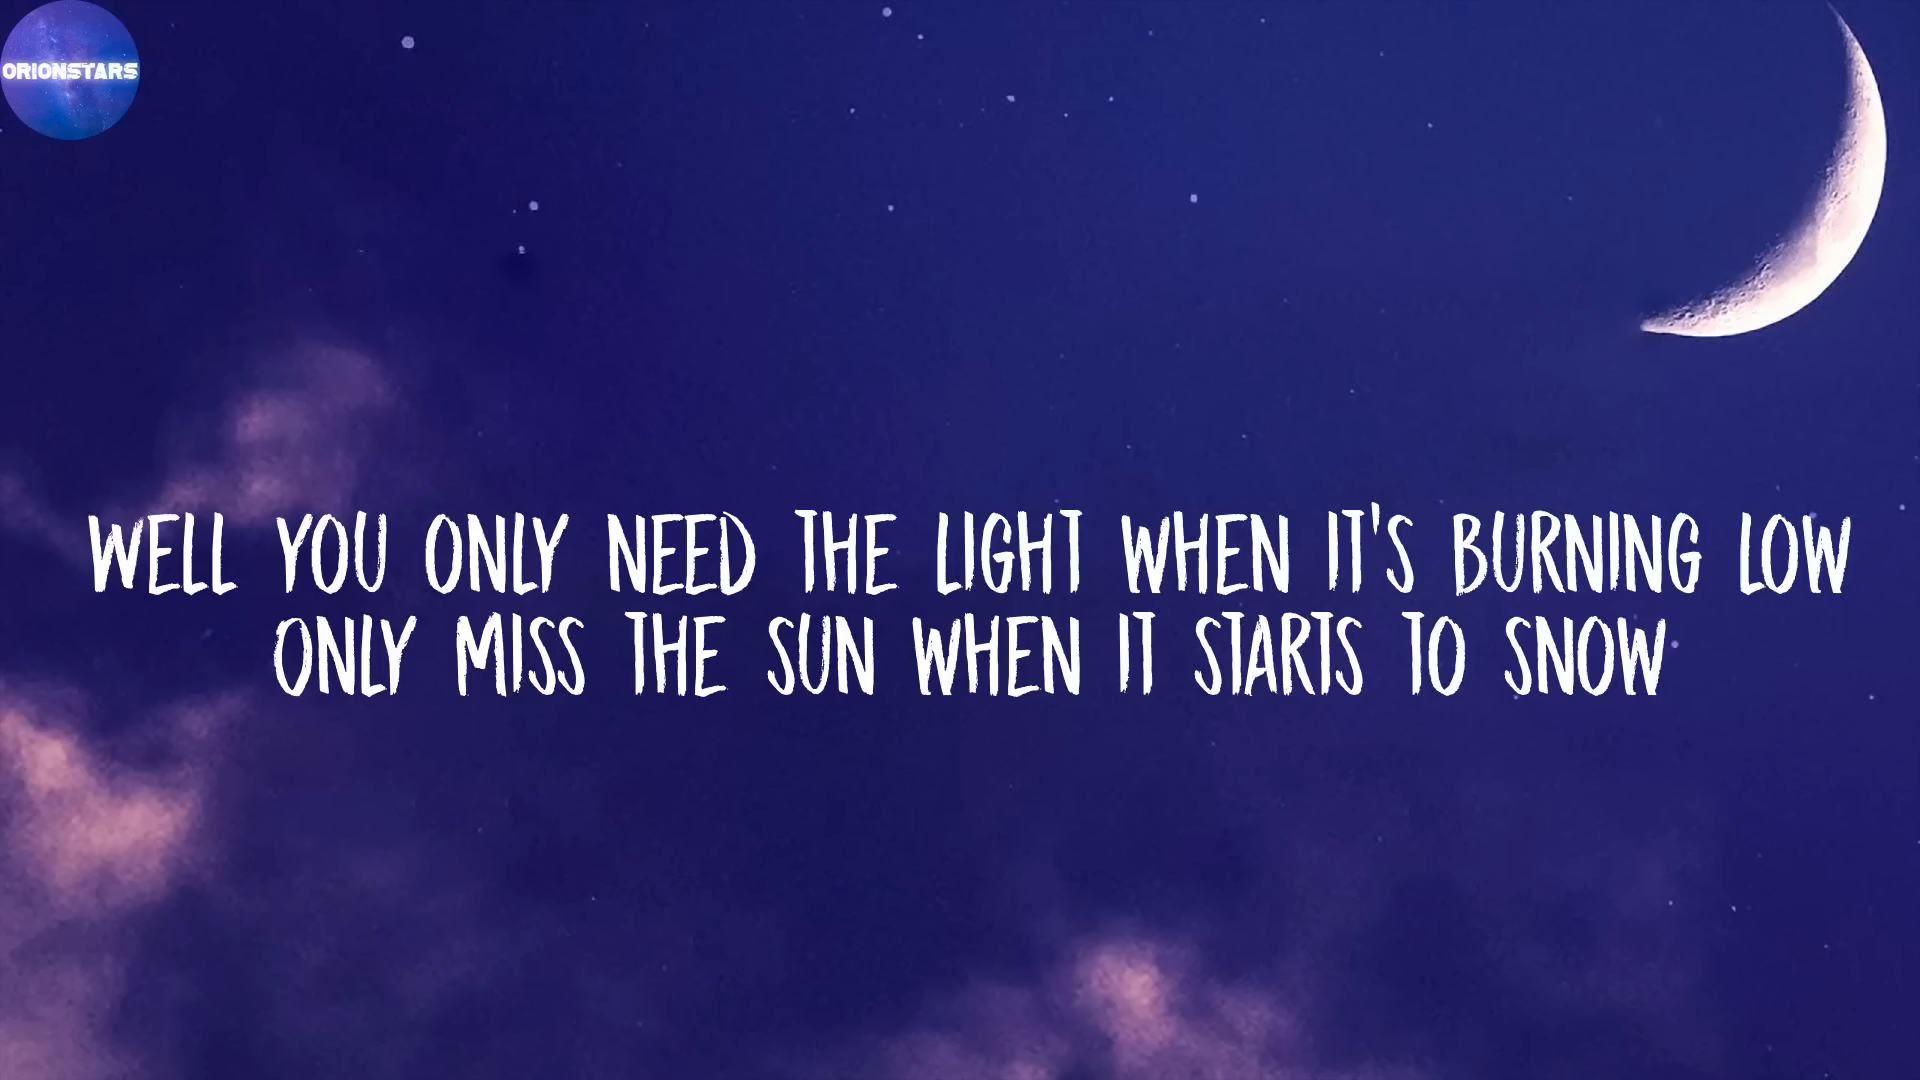 ORIONSTARS
WELL YOU ONLY NEED THE LIGHT WHEN IT'S BURNING LOW
ONLY MISS THE SUN WHEN IT STARTS TO SNOW